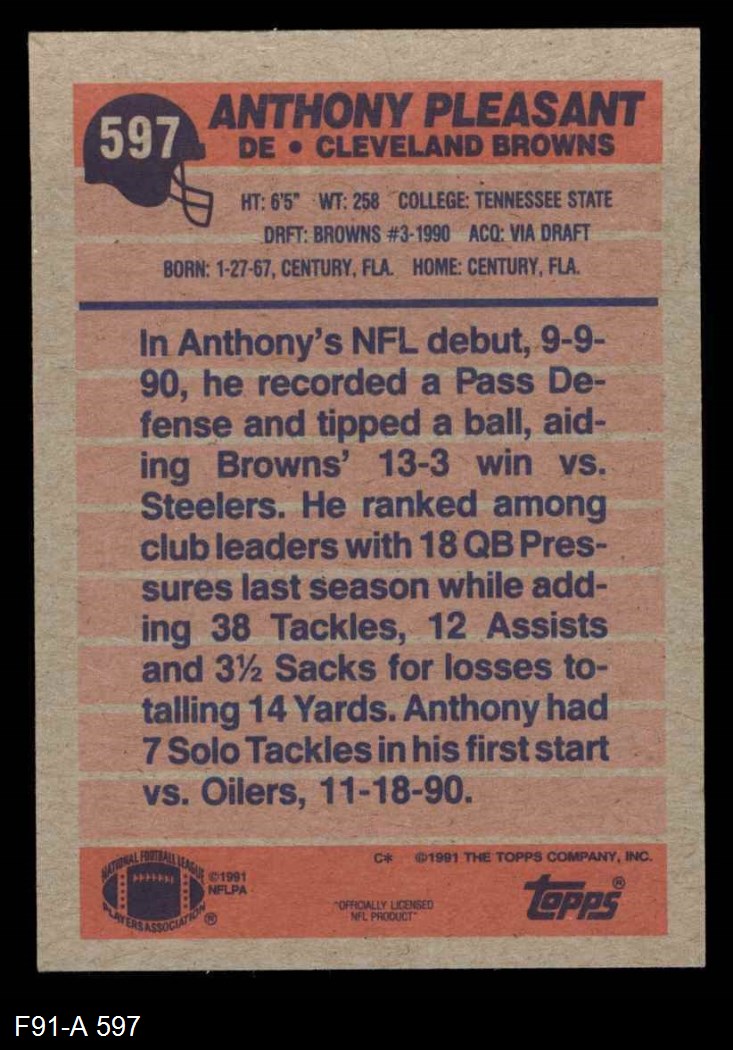 597
ANTHONY PLEASANT
DE • CLEVELAND BROWNS
HT: 6'5" WT: 258 COLLEGE: TENNESSEE STATE
DRFT: BROWNS #3-1990 ACQ: VIA DRAFT
BORN: 1-27-67, CENTURY, FLA. HOME: CENTURY, FLA.
In Anthony's NFL debut, 9-9-
90, he recorded a Pass De-
fense and tipped a ball, aid-
ing Browns' 13-3 win vs.
Steelers. He ranked among
club leaders with 18 QB Pres-
sures last season while add-
ing 38 Tackles, 12 Assists
and 3½ Sacks for losses to-
talling 14 Yards. Anthony had
7 Solo Tackles in his first start
vs. Oilers, 11-18-90.
NATIONAL FOOTBALL LEAGUE
PLAYERS ASSOCIATION ®
©1991
NFLPA
C* ©1991 THE TOPPS COMPANY, INC.
"OFFICIALLY LICENSED
NFL PRODUCT"
topps®
F91-A 597